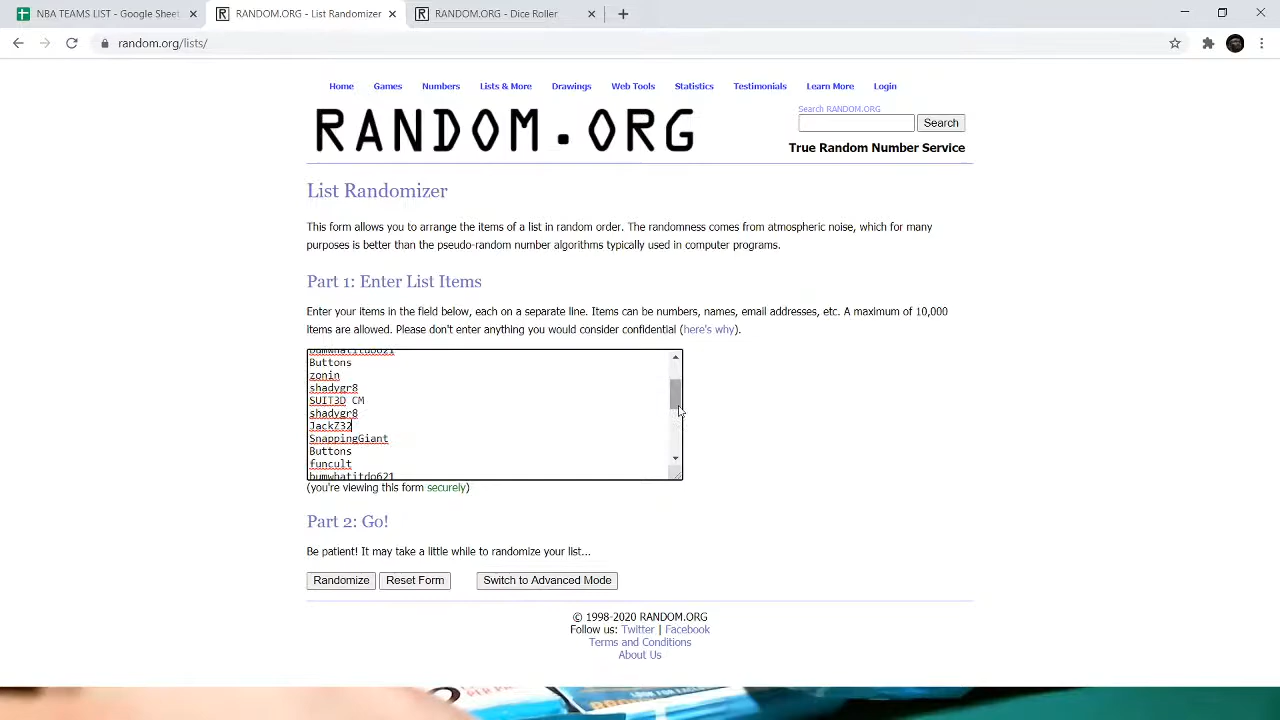 NBA TEAMS LIST - Google Sheet
RANDOM.ORG - List Randomizer
RANDOM.ORG - Dice Roller
random.org/lists/
Home Games Numbers Lists & More Drawings Web Tools Statistics Testimonials Learn More Login
RANDOM.ORG
Search RANDOM.ORG
Search
True Random Number Service
List Randomizer
This form allows you to arrange the items of a list in random order. The randomness comes from atmospheric noise, which for many
purposes is better than the pseudo-random number algorithms typically used in computer programs.
Part 1: Enter List Items
Enter your items in the field below, each on a separate line. Items can be numbers, names, email addresses, etc. A maximum of 10,000
items are allowed. Please don't enter anything you would consider confidential (here's why).
bumwhatitdo621
Buttons
zonin
shadygr8
SUIT3D CM
shadygr8
JackZ32
SnappingGiant
Buttons
funcult
bumwhatitdo621
(you're viewing this form securely)
Part 2: Go!
Be patient! It may take a little while to randomize your list...
Randomize Reset Form Switch to Advanced Mode
© 1998-2020 RANDOM.ORG
Follow us: Twitter | Facebook
Terms and Conditions
About Us
PER PACK